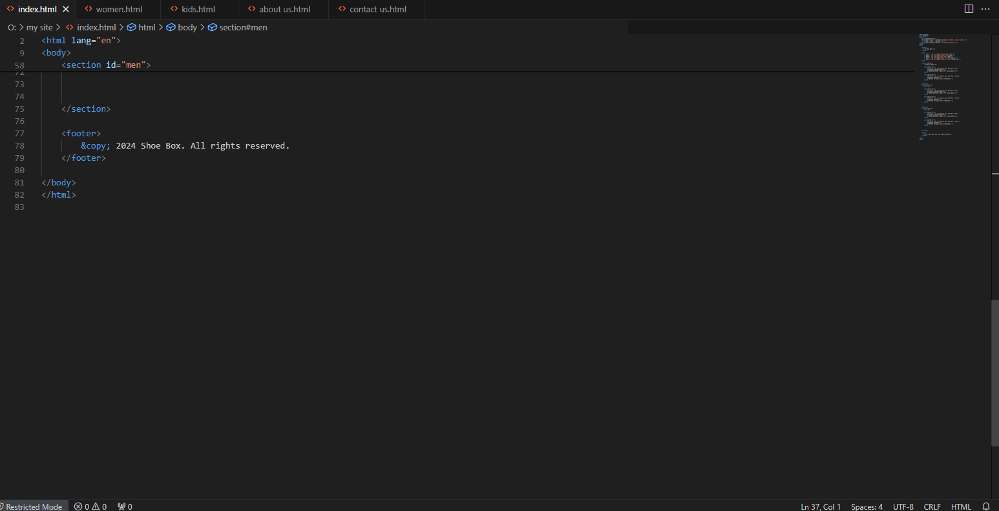 index.html women.html kids.html about us.html contact us.html
O: > my site > index.html > html > body > section#men
2 <html lang="en">
9 <body>
58 <section id="men">
72
73
74
75 </section>
76
77 <footer>
78 &copy; 2024 Shoe Box. All rights reserved.
79 </footer>
80
81 </body>
82 </html>
83
Restricted Mode 0 0 0 Ln 37, Col 1 Spaces: 4 UTF-8 CRLF HTML